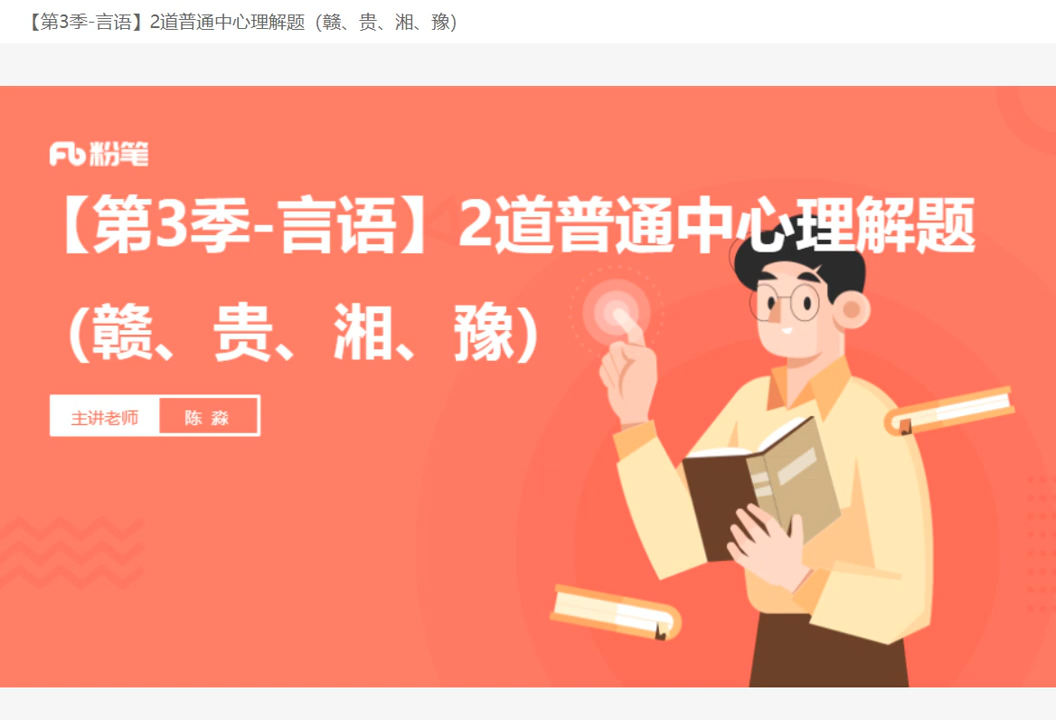 【第3季-言语】2道普通中心理解题（赣、贵、湘、豫）
粉笔
【第3季-言语】2道普通中心理解题
(赣、贵、湘、豫)
主讲老师 陈 淼